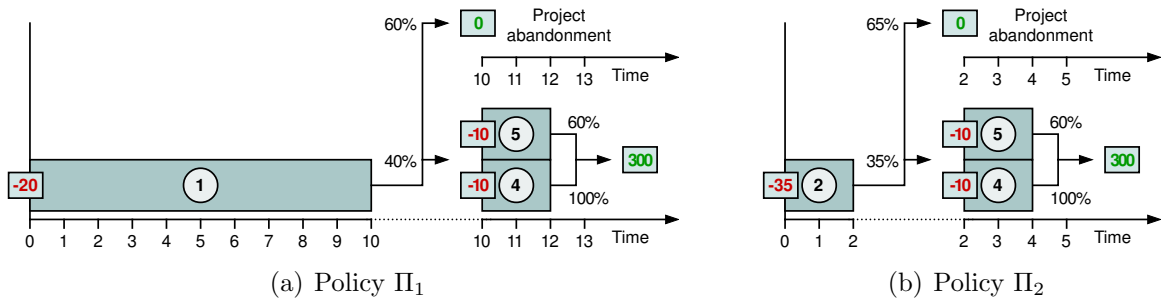 60%
0
Project
abandonment
10 11 12 13 Time
-20
1
40%
-10
5
60%
-10
4
100%
300
0 1 2 3 4 5 6 7 8 9 10
10 11 12 13 Time
(a) Policy Π₁
65%
0
Project
abandonment
2 3 4 5 Time
-35
2
35%
-10
5
60%
-10
4
100%
300
0 1 2
2 3 4 5 Time
(b) Policy Π₂